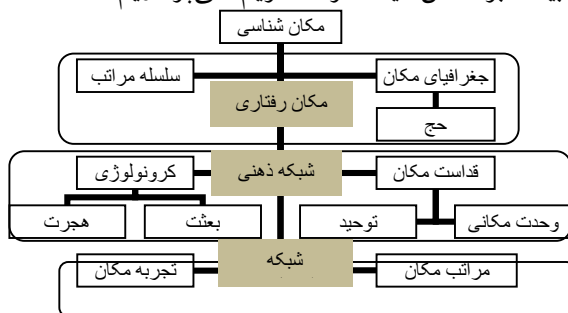 مکان شناسی
جغرافیای مکان
سلسله مراتب
مکان رفتاری
حج
قداست مکان
شبکه ذهنی
کرونولوژی
وحدت مکانی
توحید
بعثت
هجرت
مراتب مکان
شبکه
تجربه مکان